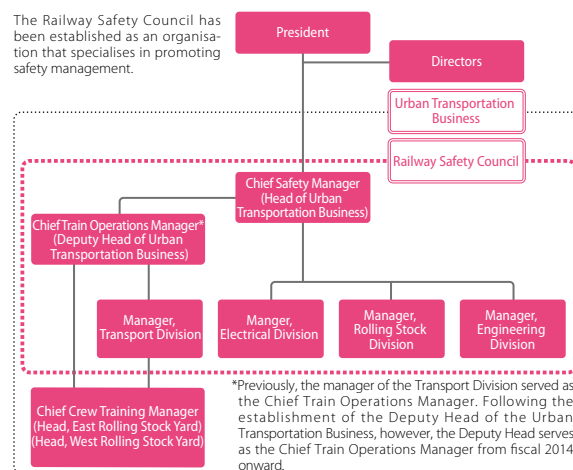 The Railway Safety Council has
been established as an organisa-
tion that specialises in promoting
safety management.
President
Directors
Urban Transportation
Business
Railway Safety Council
Chief Safety Manager
(Head of Urban
Transportation Business)
Chief Train Operations Manager*
(Deputy Head of Urban
Transportation Business)
Manager,
Transport Division
Manger,
Electrical Division
Manager,
Rolling Stock
Division
Manager,
Engineering
Division
Chief Crew Training Manager
(Head, East Rolling Stock Yard)
(Head, West Rolling Stock Yard)
*Previously, the manager of the Transport Division served as
the Chief Train Operations Manager. Following the
establishment of the Deputy Head of the Urban
Transportation Business, however, the Deputy Head serves
as the Chief Train Operations Manager from fiscal 2014
onward.